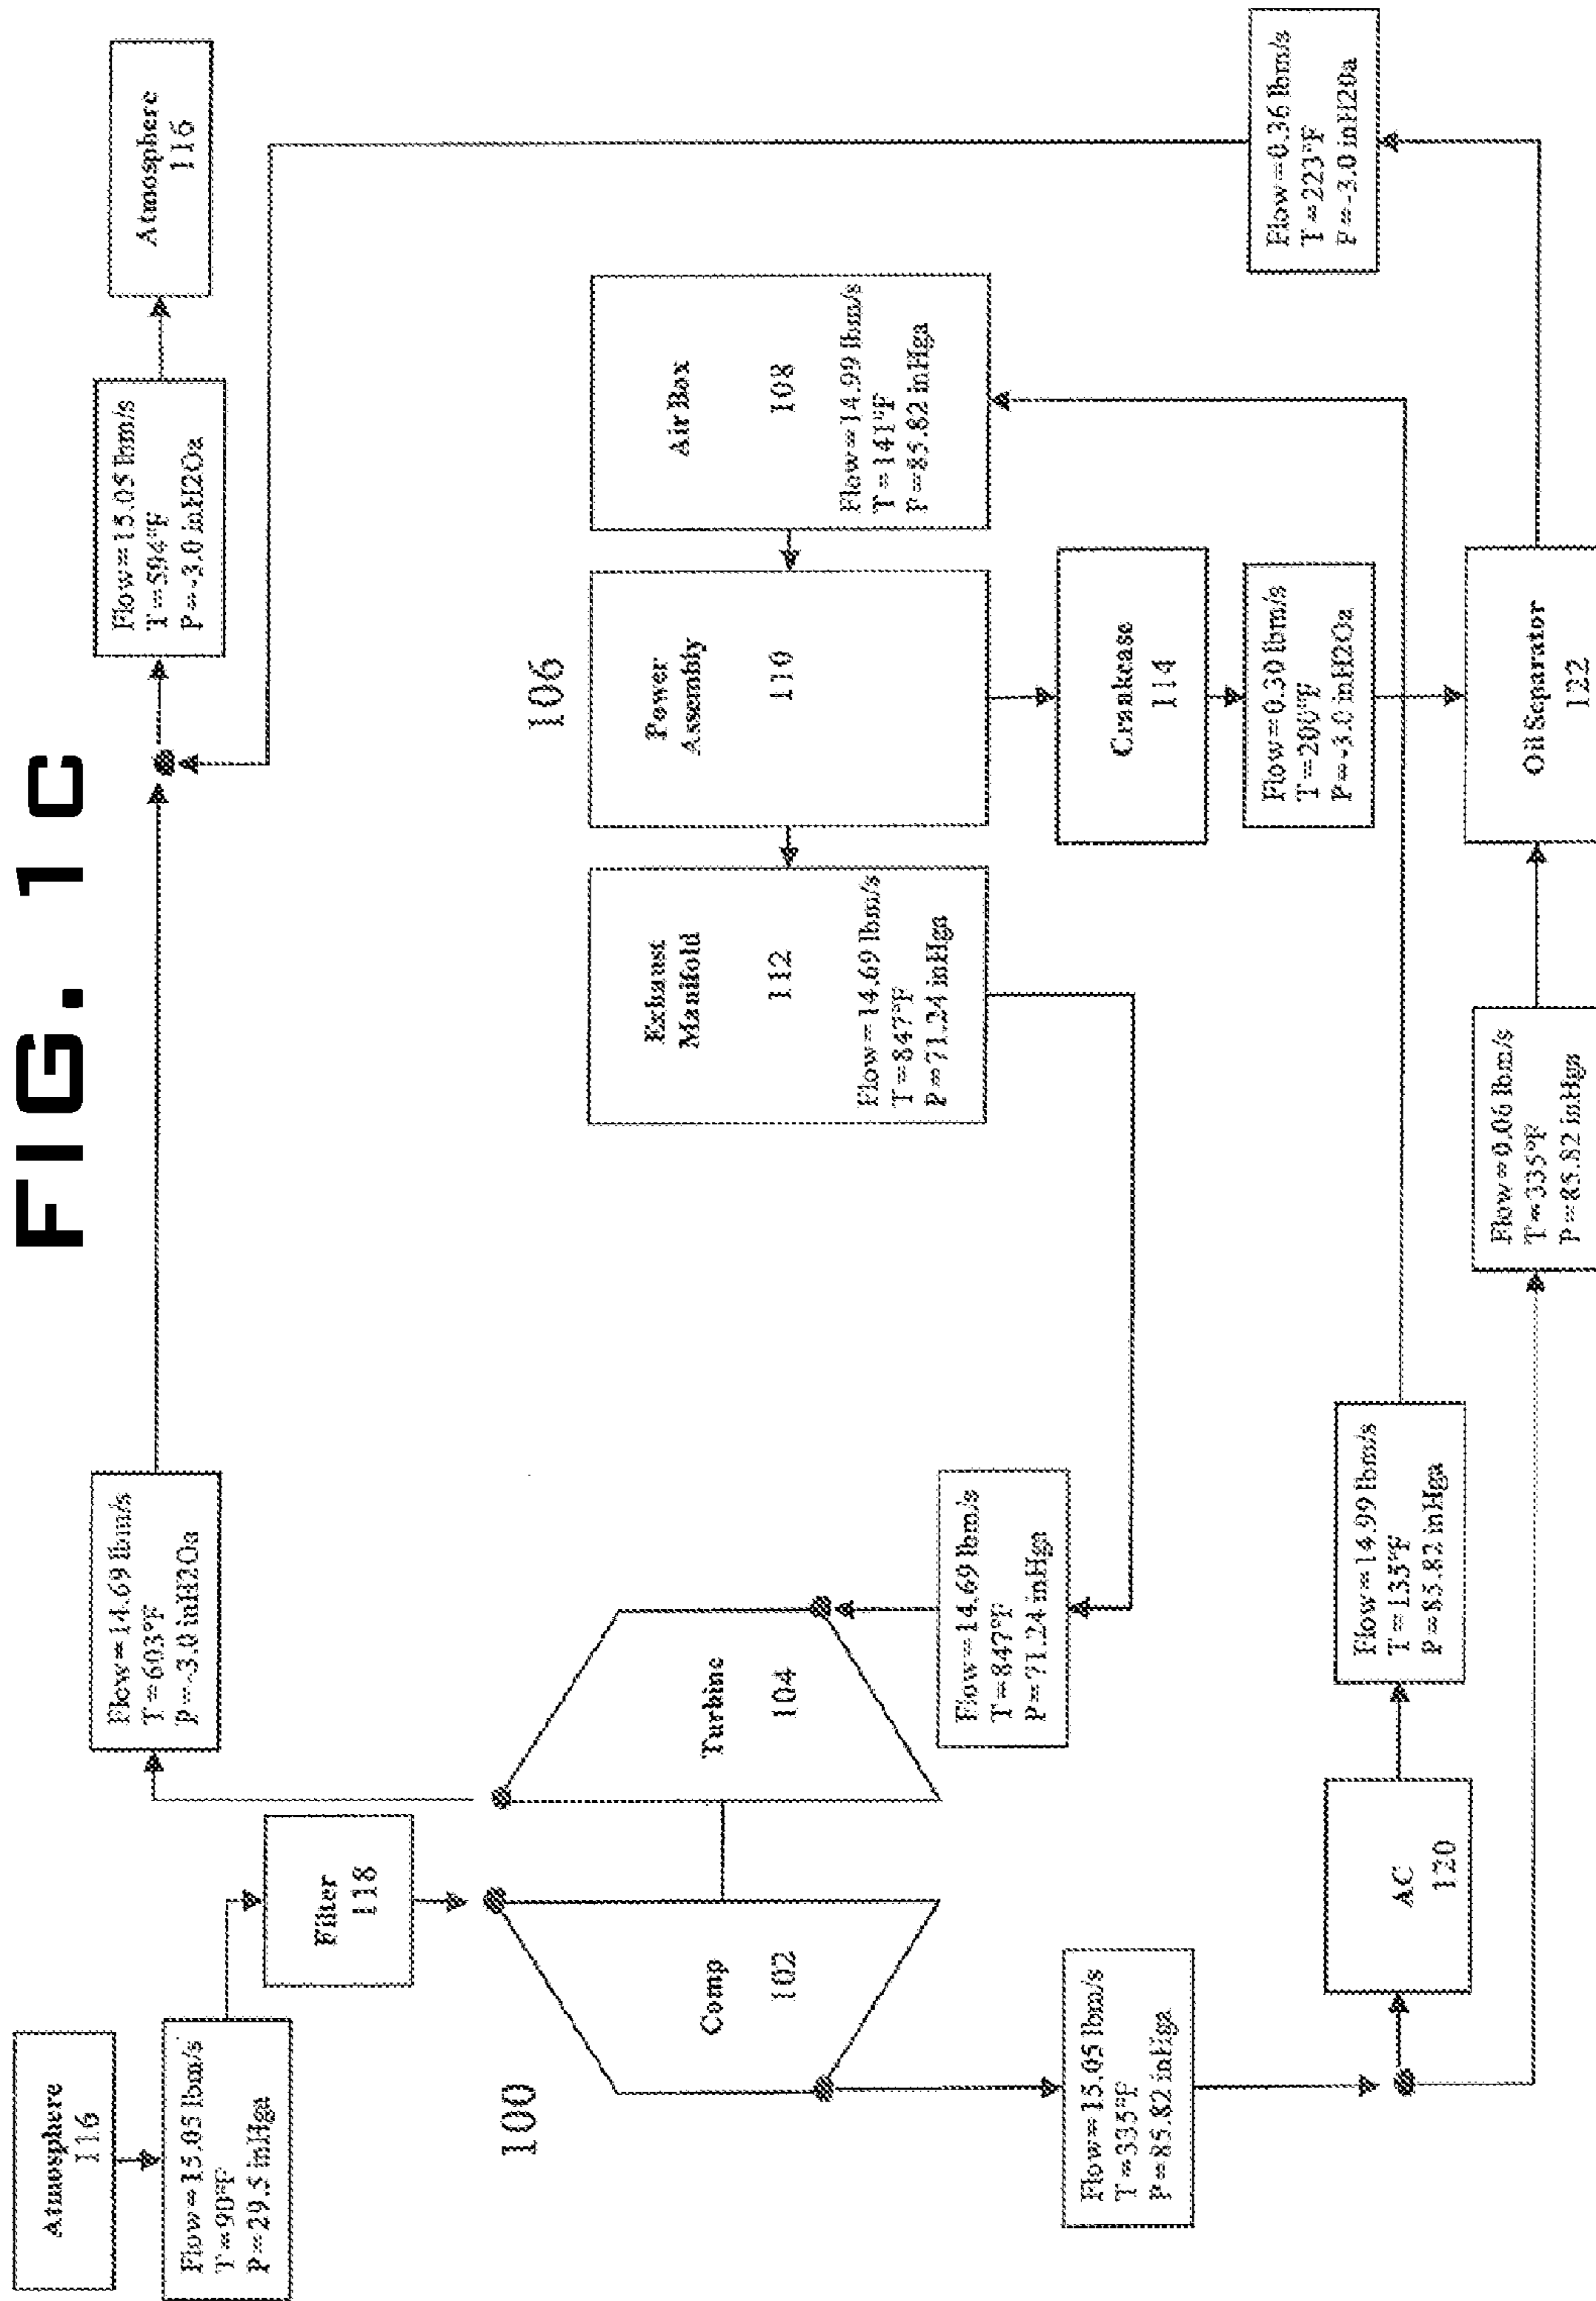 FIG. 1C
Atmosphere
116
Flow=15.05 lbm/s
T=90°F
P=29.5 inHga
Filter
118
Flow=14.69 lbm/s
T=603°F
P=-3.0 inH2Oa
Flow=15.05 lbm/s
T=594°F
P=-3.0 inH2Oa
Atmosphere
116
100
Comp
102
Turbine
104
106
Exhaust
Manifold
112
Flow=14.69 lbm/s
T=847°F
P=71.24 inHga
Power
Assembly
110
Air Box
108
Flow=14.99 lbm/s
T=141°F
P=85.82 inHga
Flow=14.69 lbm/s
T=847°F
P=71.24 inHga
Crankcase
114
Flow=0.30 lbm/s
T=200°F
P=-3.0 inH2Oa
Flow=0.36 lbm/s
T=223°F
P=-3.0 inH20a
Flow=15.05 lbm/s
T=335°F
P=85.82 inHga
AC
120
Flow=14.99 lbm/s
T=135°F
P=85.82 inHga
Flow=0.06 lbm/s
T=335°F
P=85.82 inHga
Oil Separator
122